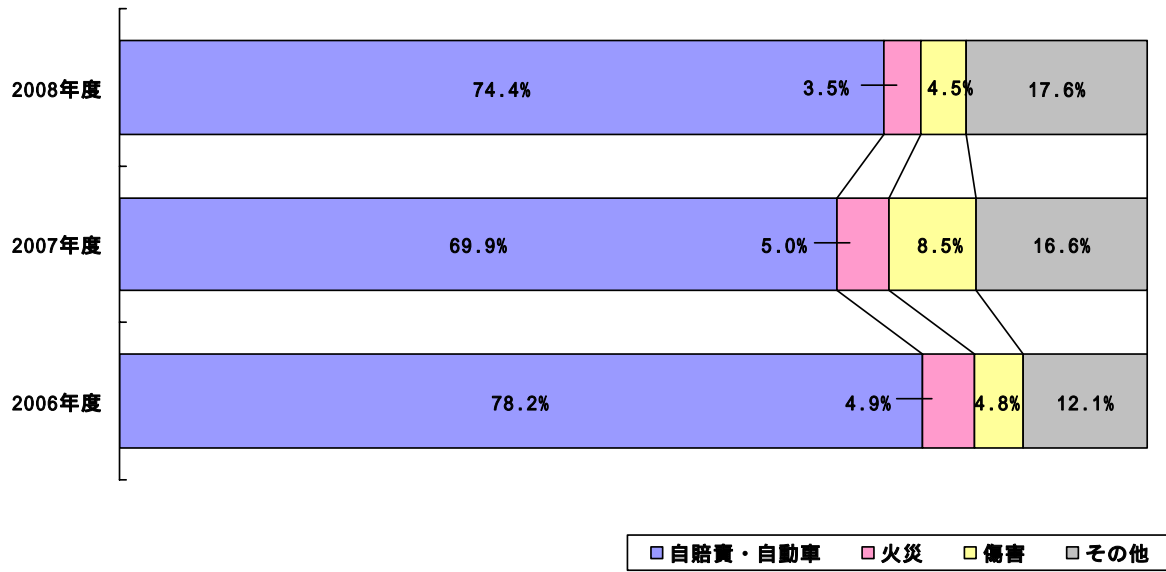 2008年度 74.4% 3.5% 4.5% 17.6%
2007年度 69.9% 5.0% 8.5% 16.6%
2006年度 78.2% 4.9% 4.8% 12.1%
自賠責・自動車 火災 傷害 その他